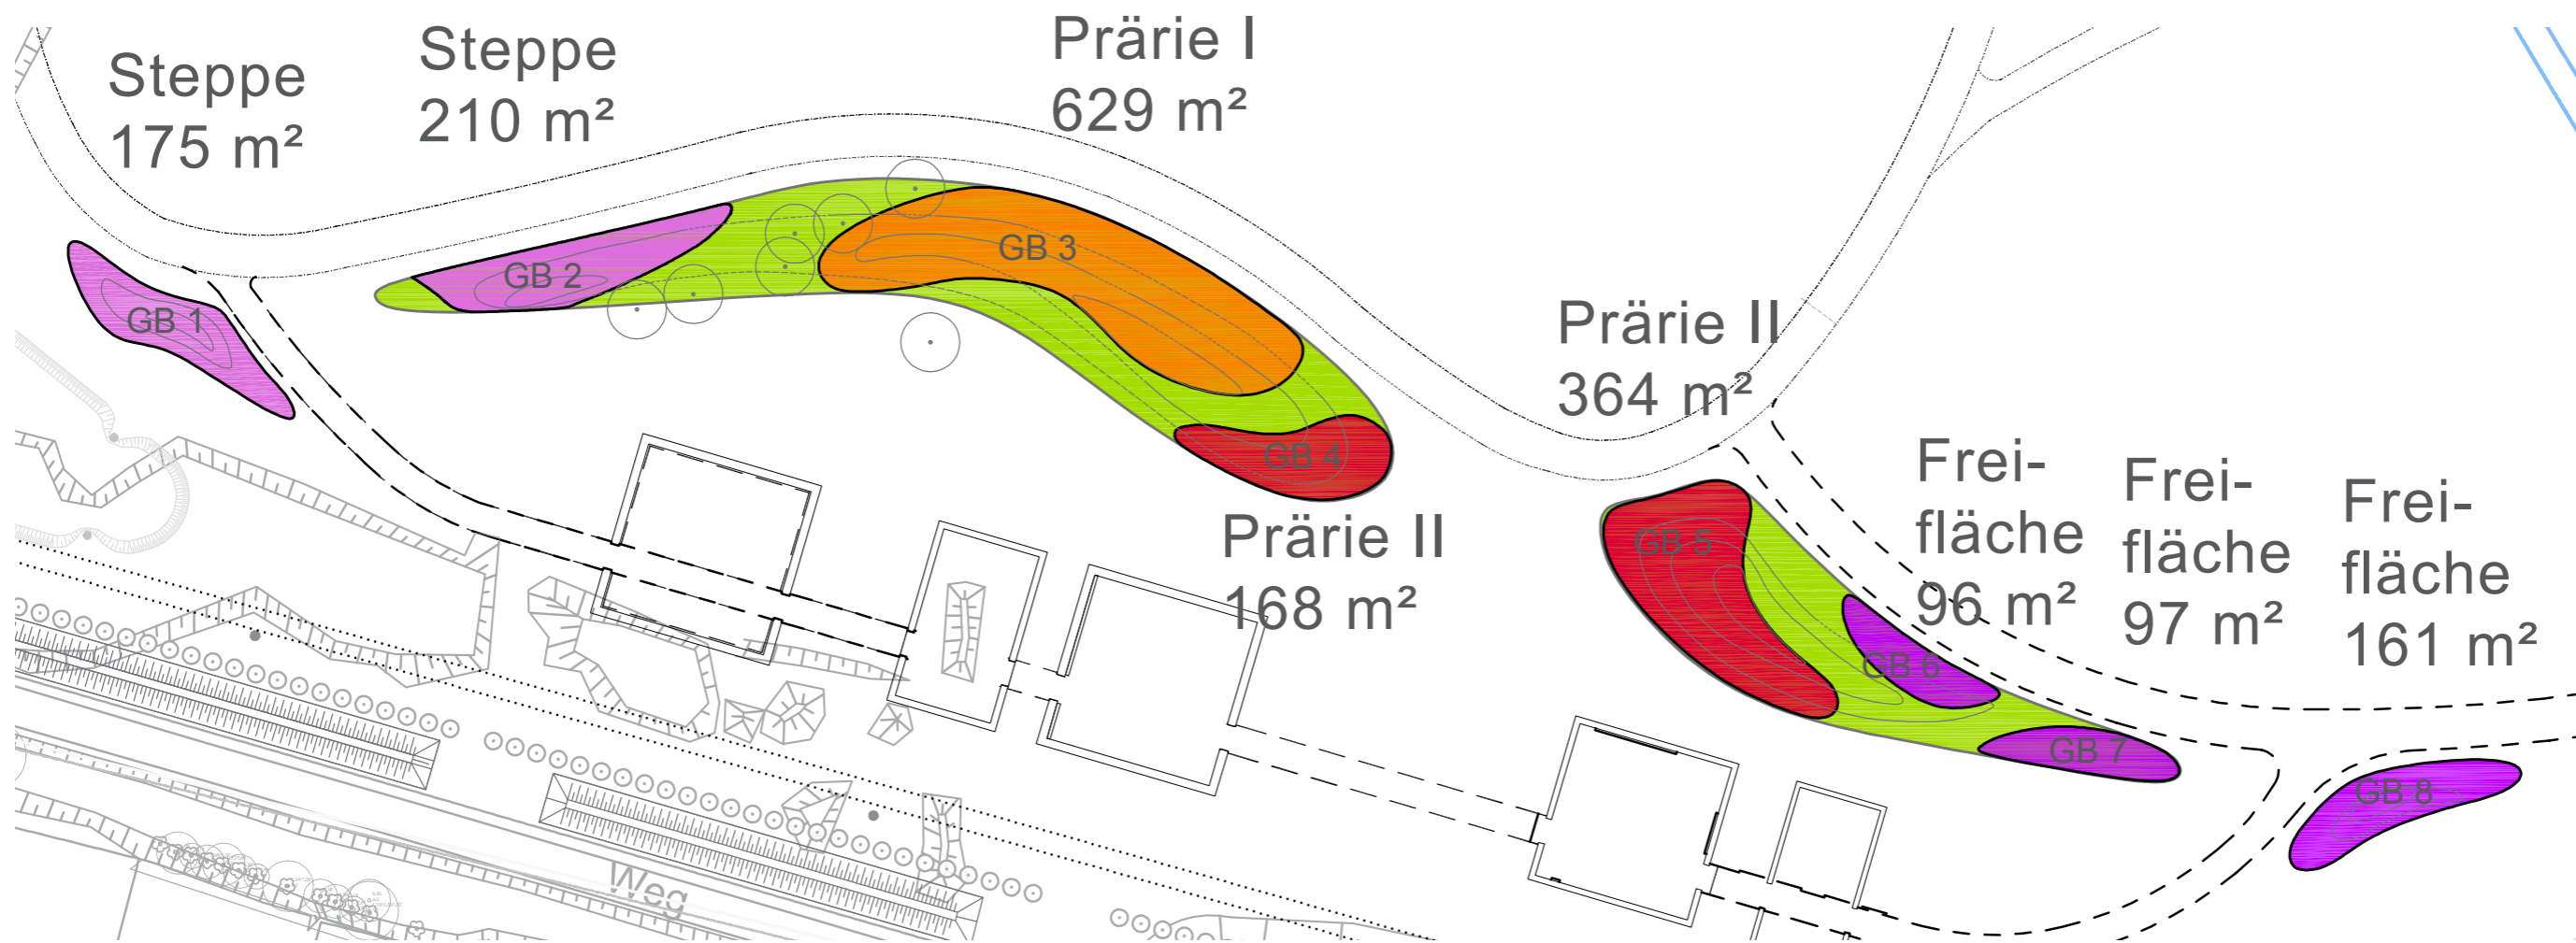 Steppe
175 m²
Steppe
210 m²
Prärie I
629 m²
GB 1
GB 2
GB 3
GB 4
Prärie II
168 m²
Prärie II
364 m²
Frei-
fläche
96 m²
Frei-
fläche
97 m²
Frei-
fläche
161 m²
GB 5
GB 6
GB 7
GB 8
Weg